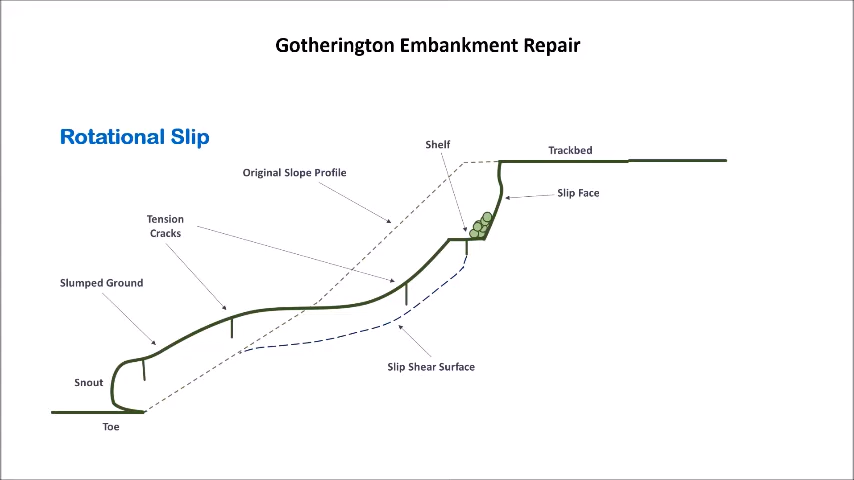 Gotherington Embankment Repair
Rotational Slip
Shelf
Trackbed
Original Slope Profile
Slip Face
Tension
Cracks
Slumped Ground
Slip Shear Surface
Snout
Toe